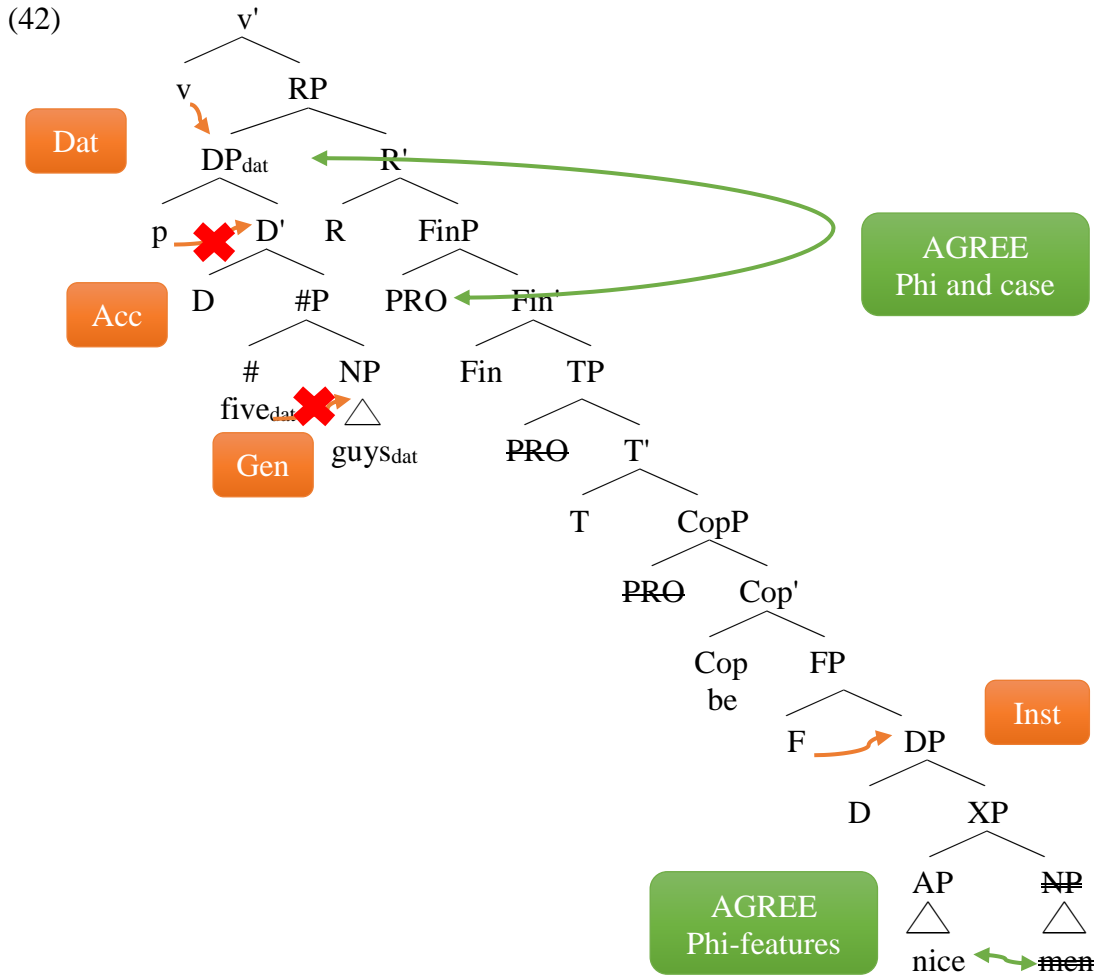 (42)
v'
v RP
Dat
DPdat R'
p D' R FinP
AGREE
Phi and case
Acc
D #P PRO Fin'
# NP Fin TP
fivedat
Gen
guysdat
PRO T'
T CopP
PRO Cop'
Cop FP
be
Inst
F DP
D XP
AGREE
Phi-features
AP NP
nice men